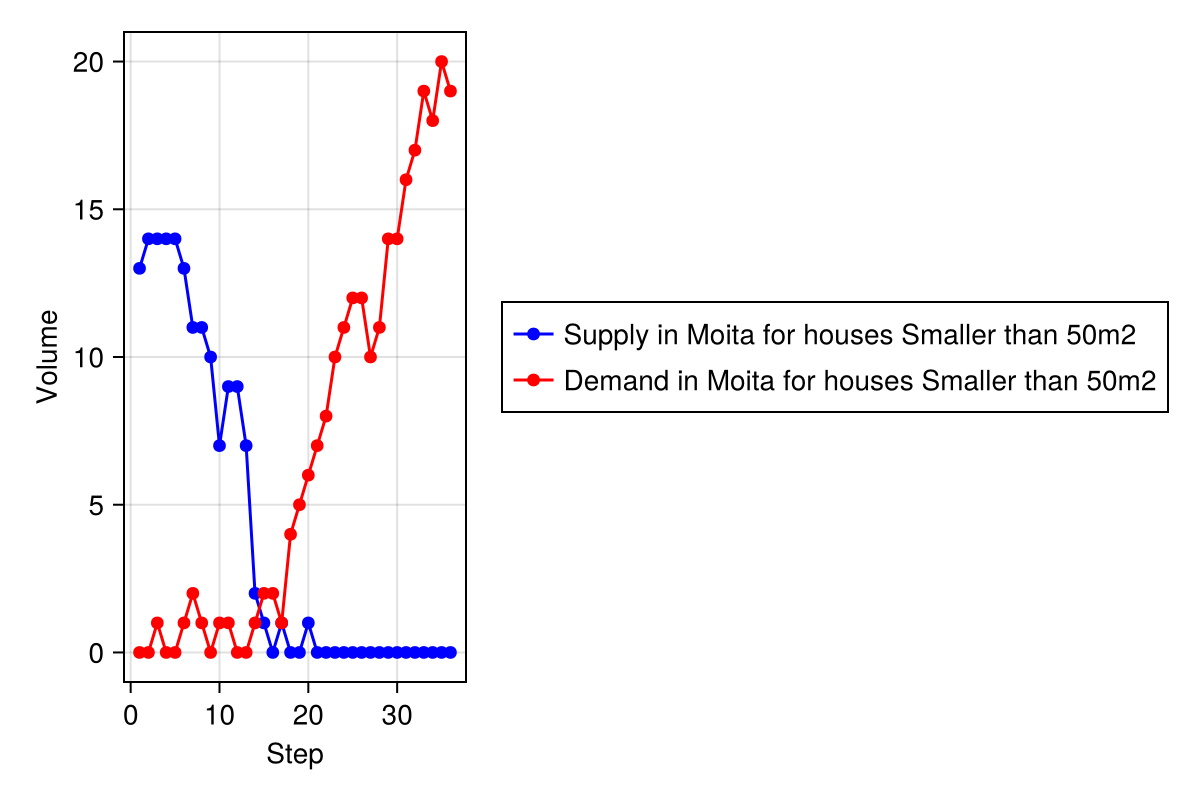 20
15
10
5
0
Volume
0 10 20 30
Step
Supply in Moita for houses Smaller than 50m2
Demand in Moita for houses Smaller than 50m2